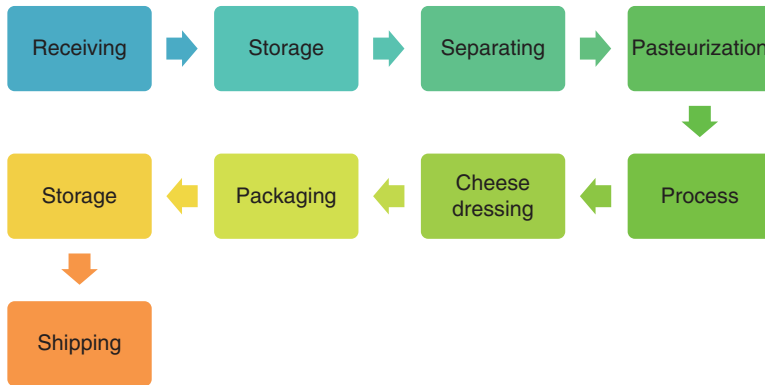 Receiving
Storage
Separating
Pasteurization
Process
Cheese
dressing
Packaging
Storage
Shipping